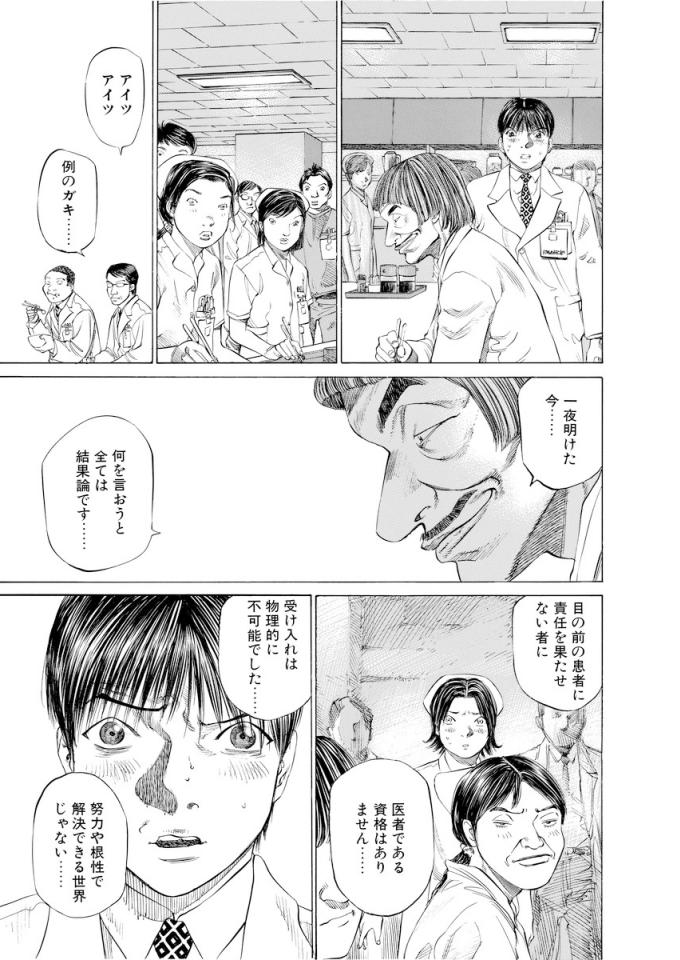 アイツ
アイツ
例のガキ……
一夜明けた
今……
何を言おうと
全ては
結果論です……
目の前の患者に
責任を果たせ
ない者に
医者である
資格はあり
ません……
受け入れは
物理的に
不可能でした……
努力や根性で
解決できる世界
じゃない……